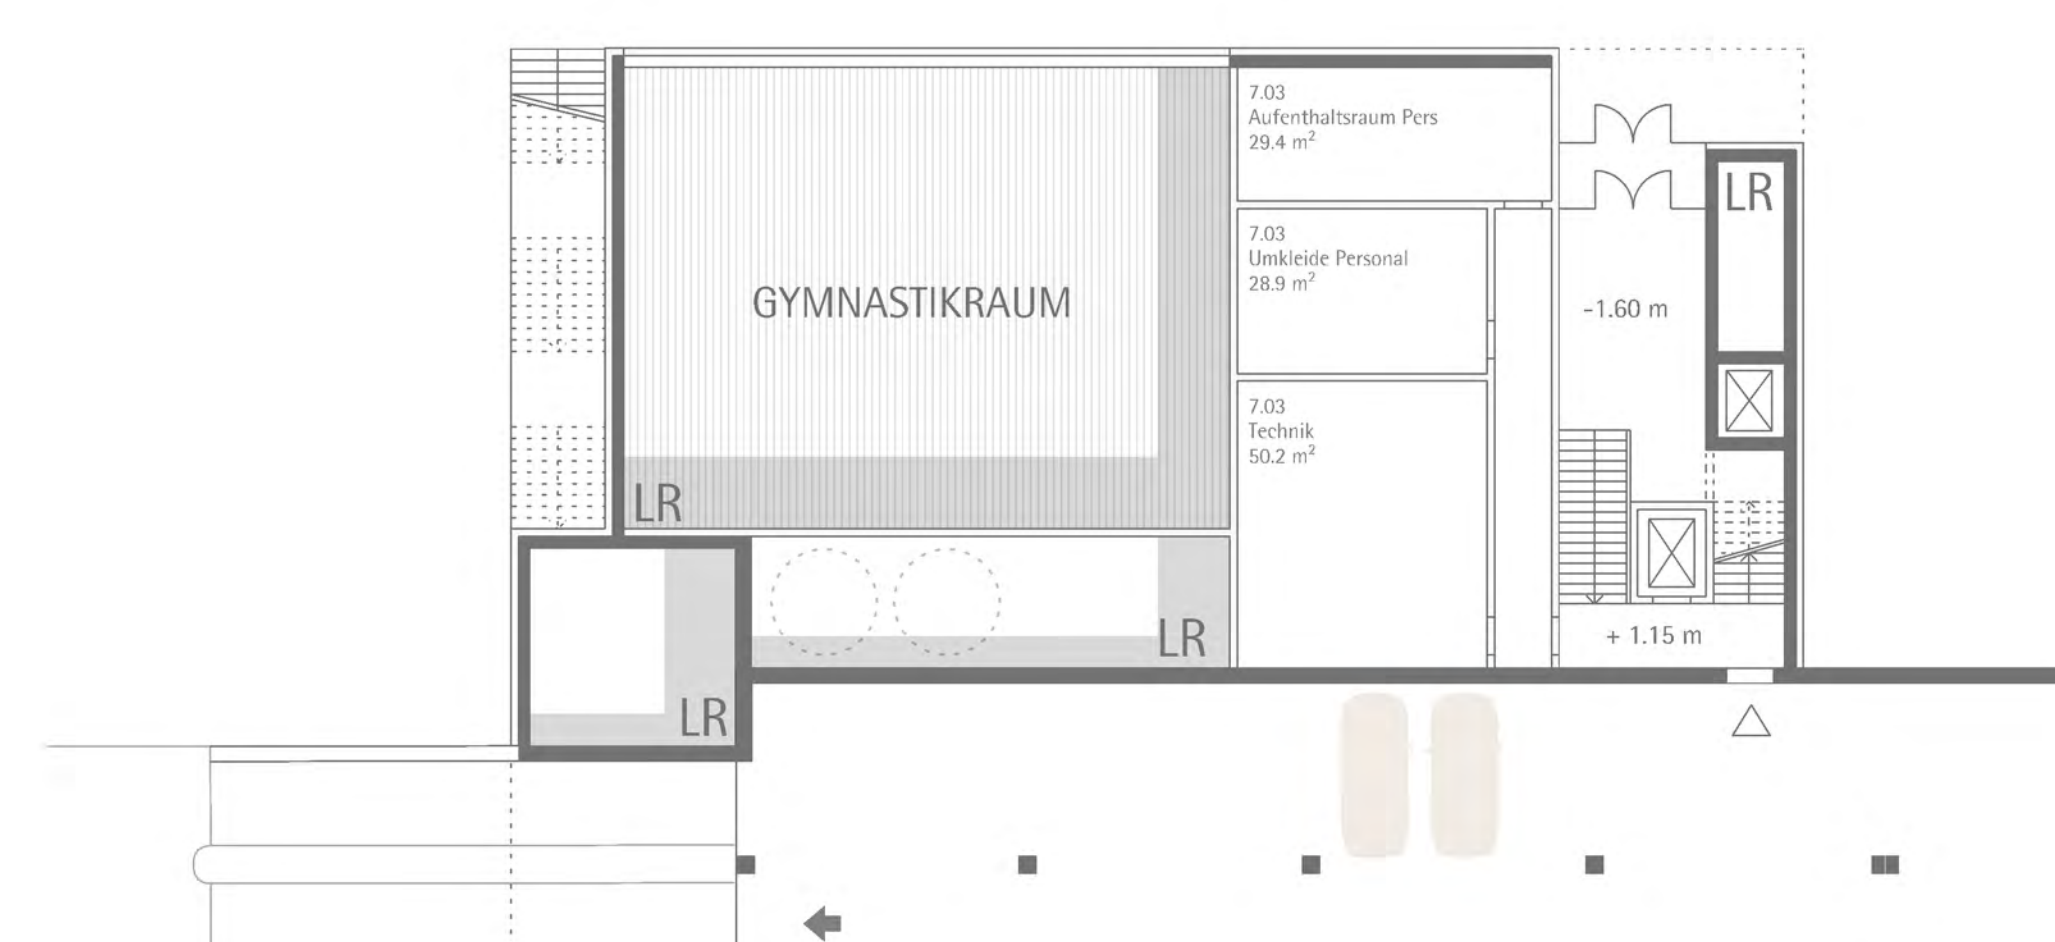 7.03
Aufenthaltsraum Pers
29.4 m²
LR
7.03
Umkleide Personal
28.9 m²
GYMNASTIKRAUM
-1.60 m
7.03
Technik
50.2 m²
LR
LR
+ 1.15 m
LR